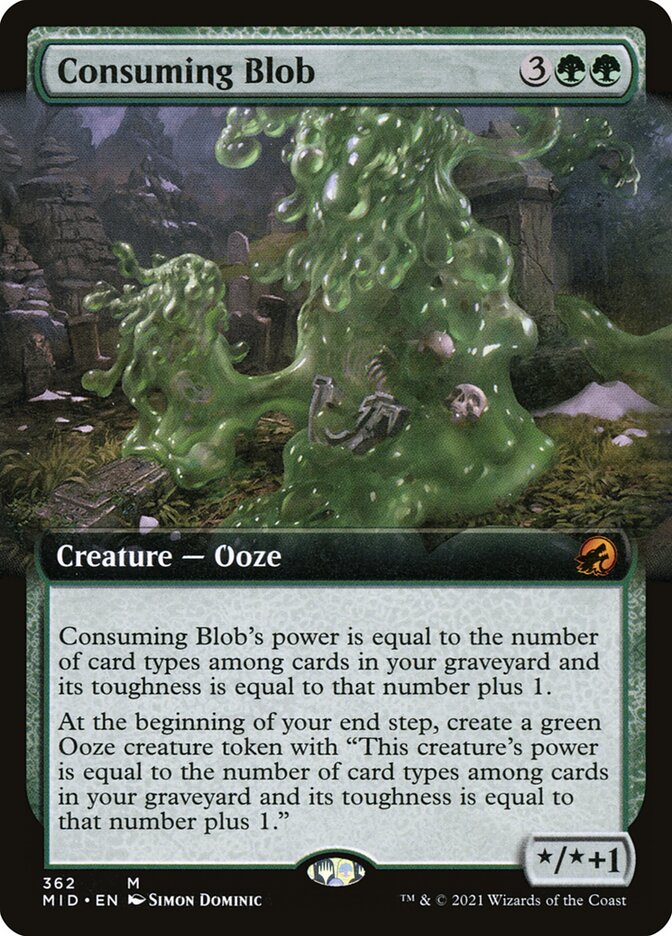 Consuming Blob 3
Creature — Ooze
Consuming Blob's power is equal to the number
of card types among cards in your graveyard and
its toughness is equal to that number plus 1.
At the beginning of your end step, create a green
Ooze creature token with “This creature's power
is equal to the number of card types among cards
in your graveyard and its toughness is equal to
that number plus 1.”
★/★+1
362 M
MID • EN Simon Dominic ™ & © 2021 Wizards of the Coast